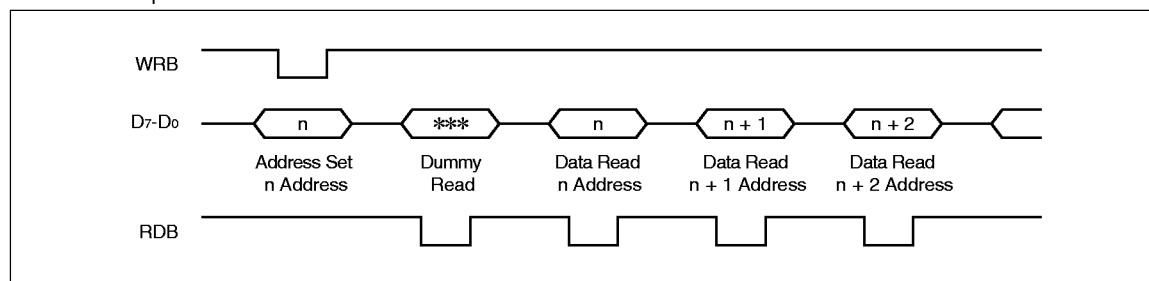 WRB
D7-D0
n
***
n
n + 1
n + 2
Address Set
n Address
Dummy
Read
Data Read
n Address
Data Read
n + 1 Address
Data Read
n + 2 Address
RDB